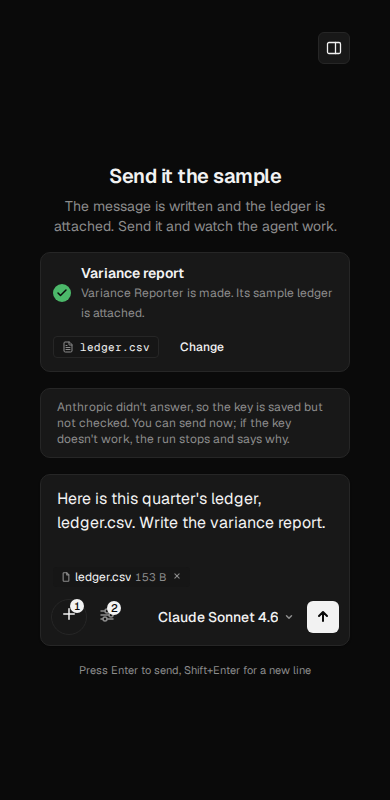 Send it the sample
The message is written and the ledger is
attached. Send it and watch the agent work.
Variance report
Variance Reporter is made. Its sample ledger
is attached.
ledger.csv
Change
Anthropic didn't answer, so the key is saved but
not checked. You can send now; if the key
doesn't work, the run stops and says why.
Here is this quarter's ledger,
ledger.csv. Write the variance report.
ledger.csv 153 B ×
1
2
Claude Sonnet 4.6
Press Enter to send, Shift+Enter for a new line